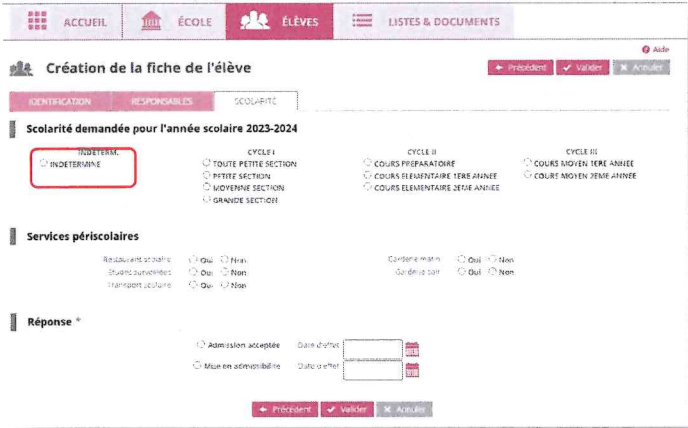 ACCUEIL ÉCOLE ÉLÈVES LISTES & DOCUMENTS
Aide
Création de la fiche de l'élève
Précédent Valider Annuler
IDENTIFICATION RESPONSABLES SCOLARITÉ
Scolarité demandée pour l'année scolaire 2023-2024
INDETERM. CYCLE I CYCLE II CYCLE III
INDETERMINE TOUTE PETITE SECTION COURS PREPARATOIRE COURS MOYEN 1ERE ANNEE
PETITE SECTION COURS ELEMENTAIRE 1ERE ANNEE COURS MOYEN 2EME ANNEE
MOYENNE SECTION COURS ELEMENTAIRE 2EME ANNEE
GRANDE SECTION
Services périscolaires
Restaurant scolaire Oui Non Garderie matin Oui Non
Etudes surveillées Oui Non Garderie soir Oui Non
Transport scolaire Oui Non
Réponse *
Admission acceptée Date d'effet
Mise en admissibilité Date d'effet
Précédent Valider Annuler